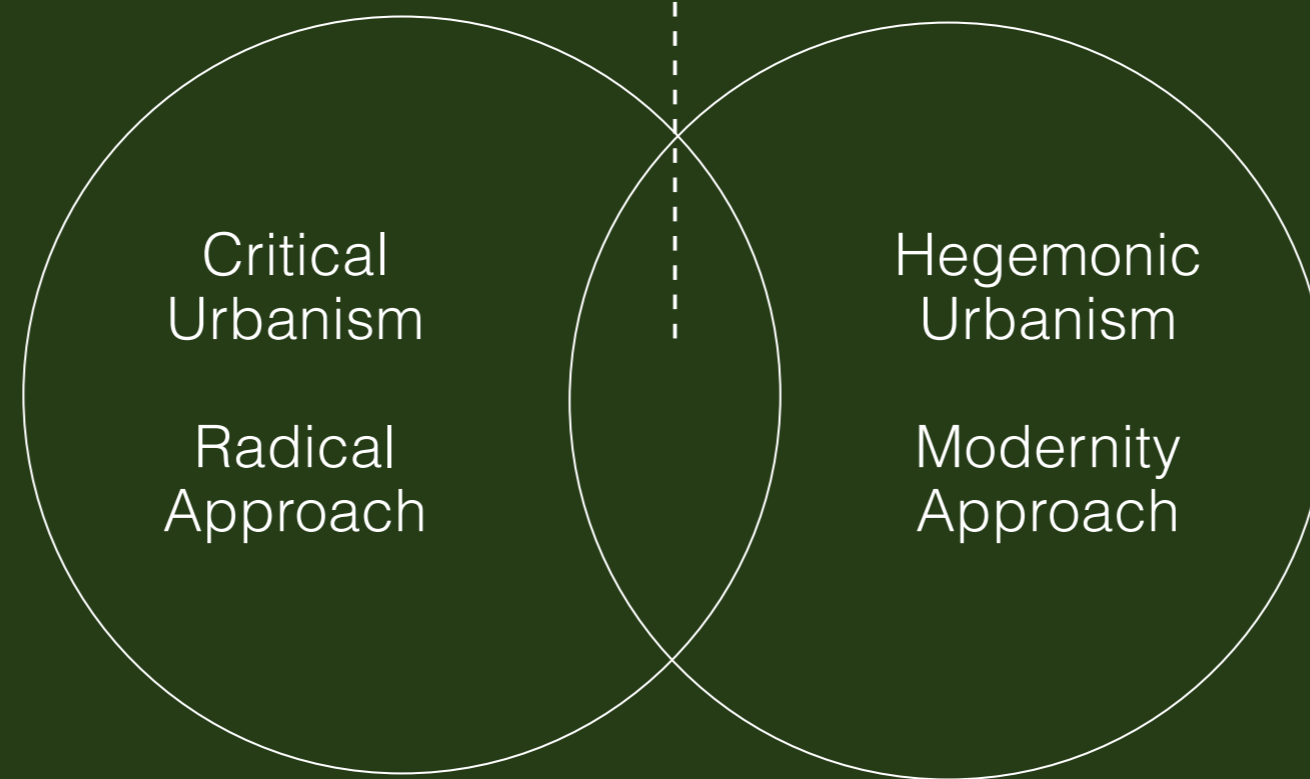 Critical
Urbanism
Radical
Approach
Hegemonic
Urbanism
Modernity
Approach